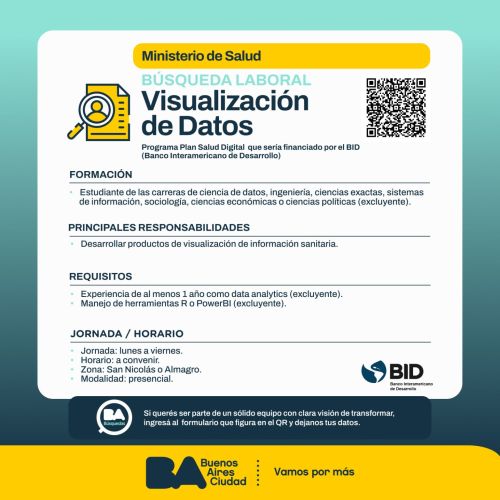 Ministerio de Salud
BÚSQUEDA LABORAL
Visualización
de Datos
Programa Plan Salud Digital que sería financiado por el BID
(Banco Interamericano de Desarrollo)
FORMACIÓN
• Estudiante de las carreras de ciencia de datos, ingeniería, ciencias exactas, sistemas
de información, sociología, ciencias económicas o ciencias políticas (excluyente).
PRINCIPALES RESPONSABILIDADES
• Desarrollar productos de visualización de información sanitaria.
REQUISITOS
• Experiencia de al menos 1 año como data analytics (excluyente).
• Manejo de herramientas R o PowerBI (excluyente).
JORNADA / HORARIO
• Jornada: lunes a viernes.
• Horario: a convenir.
• Zona: San Nicolás o Almagro.
• Modalidad: presencial.
BID
Banco Interamericano
de Desarrollo
BA
Búsquedas
Si querés ser parte de un sólido equipo con clara visión de transformar,
ingresá al formulario que figura en el QR y dejanos tus datos.
BA
Buenos
Aires
Ciudad
Vamos por más